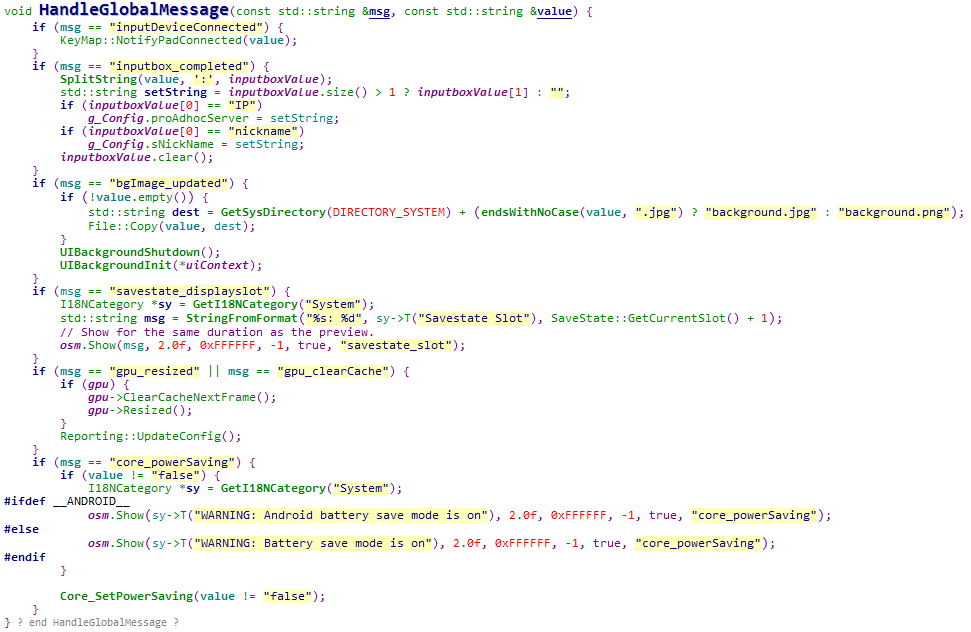 void HandleGlobalMessage(const std::string &msg, const std::string &value) {
    if (msg == "inputDeviceConnected") {
        KeyMap::NotifyPadConnected(value);
    }
    if (msg == "inputbox_completed") {
        SplitString(value, ':', inputboxValue);
        std::string setString = inputboxValue.size() > 1 ? inputboxValue[1] : "";
        if (inputboxValue[0] == "IP")
            g_Config.proAdhocServer = setString;
        if (inputboxValue[0] == "nickname")
            g_Config.sNickName = setString;
        inputboxValue.clear();
    }
    if (msg == "bgImage_updated") {
        if (!value.empty()) {
            std::string dest = GetSysDirectory(DIRECTORY_SYSTEM) + (endsWithNoCase(value, ".jpg") ? "background.jpg" : "background.png");
            File::Copy(value, dest);
        }
        UIBackgroundShutdown();
        UIBackgroundInit(*uiContext);
    }
    if (msg == "savestate_displayslot") {
        I18NCategory *sy = GetI18NCategory("System");
        std::string msg = StringFromFormat("%s: %d", sy->T("Savestate Slot"), SaveState::GetCurrentSlot() + 1);
        // Show for the same duration as the preview.
        osm.Show(msg, 2.0f, 0xFFFFFF, -1, true, "savestate_slot");
    }
    if (msg == "gpu_resized" || msg == "gpu_clearCache") {
        if (gpu) {
            gpu->ClearCacheNextFrame();
            gpu->Resized();
        }
        Reporting::UpdateConfig();
    }
    if (msg == "core_powerSaving") {
        if (value != "false") {
            I18NCategory *sy = GetI18NCategory("System");
#ifdef __ANDROID__
            osm.Show(sy->T("WARNING: Android battery save mode is on"), 2.0f, 0xFFFFFF, -1, true, "core_powerSaving");
#else
            osm.Show(sy->T("WARNING: Battery save mode is on"), 2.0f, 0xFFFFFF, -1, true, "core_powerSaving");
#endif
        }
        Core_SetPowerSaving(value != "false");
    }
} ? end HandleGlobalMessage ?